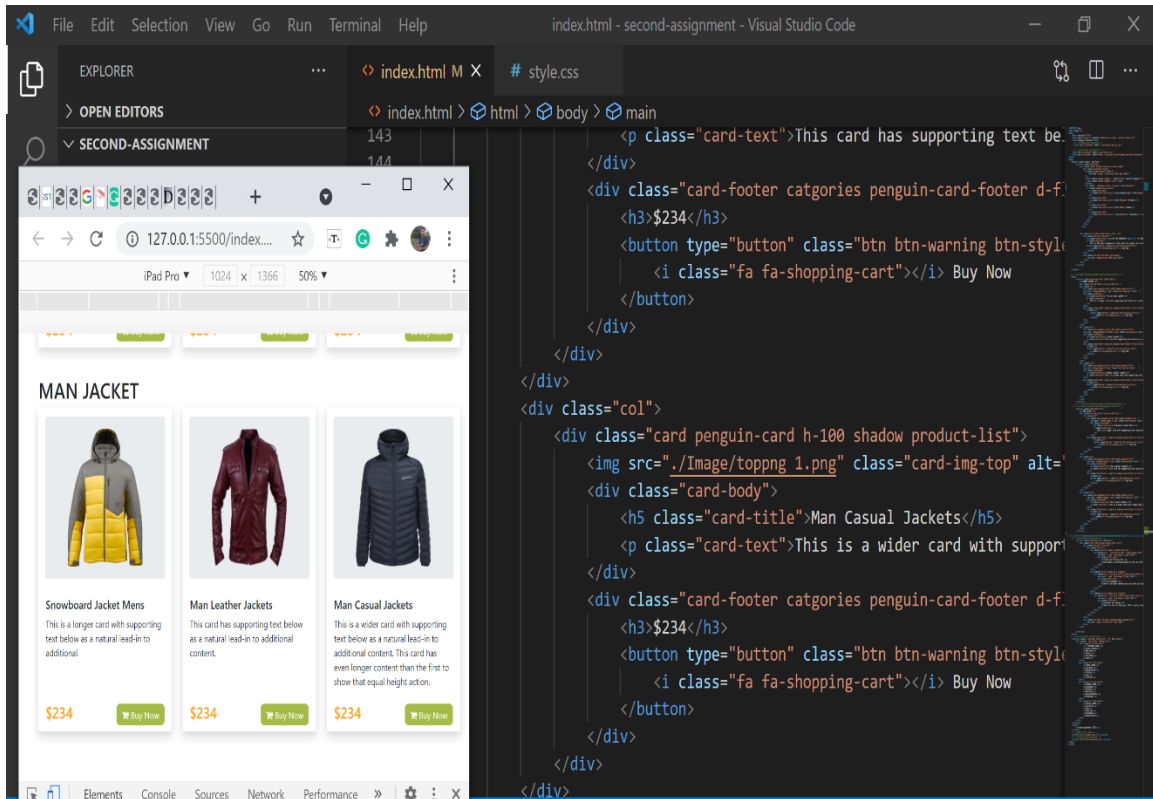 File Edit Selection View Go Run Terminal Help index.html - second-assignment - Visual Studio Code
EXPLORER
index.html M
# style.css
OPEN EDITORS
index.html > html > body > main
SECOND-ASSIGNMENT
143
144
<p class="card-text">This card has supporting text be
</div>
<div class="card-footer catgories penguin-card-footer d-f
<h3>$234</h3>
<button type="button" class="btn btn-warning btn-style
<i class="fa fa-shopping-cart"></i> Buy Now
</button>
</div>
</div>
</div>
<div class="col">
<div class="card penguin-card h-100 shadow product-list">
<img src="./Image/toppng 1.png" class="card-img-top" alt="
<div class="card-body">
<h5 class="card-title">Man Casual Jackets</h5>
<p class="card-text">This is a wider card with support
</div>
<div class="card-footer catgories penguin-card-footer d-f
<h3>$234</h3>
<button type="button" class="btn btn-warning btn-style
<i class="fa fa-shopping-cart"></i> Buy Now
</button>
</div>
</div>
</div>
127.0.0.1:5500/index....
iPad Pro 1024 x 1366 50%
MAN JACKET
Snowboard Jacket Mens
This is a longer card with supporting
text below as a natural lead-in to
additional.
$234 Buy Now
Man Leather Jackets
This card has supporting text below
as a natural lead-in to additional
content.
$234 Buy Now
Man Casual Jackets
This is a wider card with supporting
text below as a natural lead-in to
additional content. This card has
even longer content than the first to
show that equal height action.
$234 Buy Now
Elements Console Sources Network Performance »